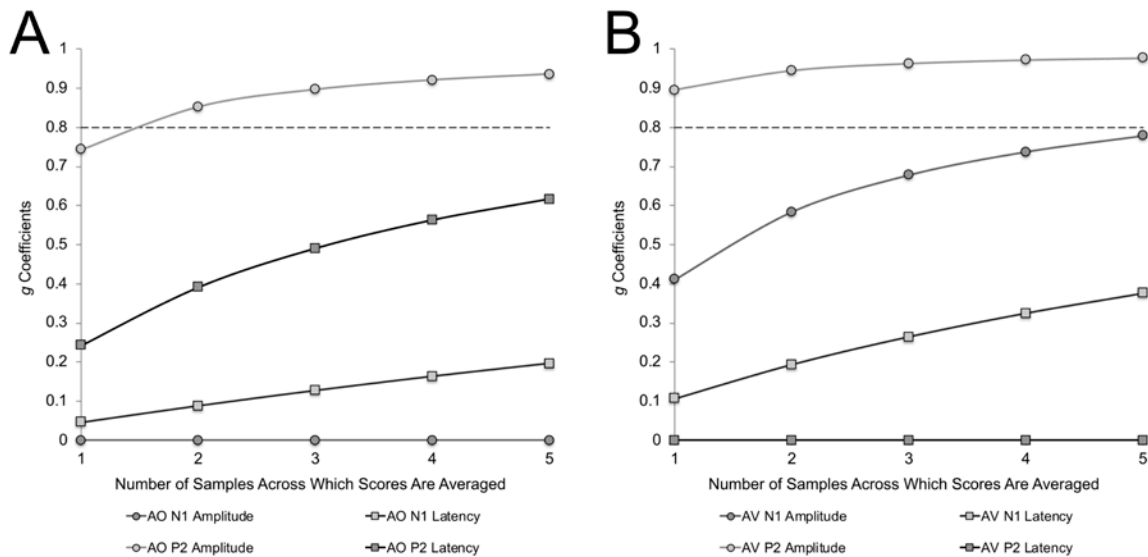 A
1
0.9
0.8
0.7
0.6
0.5
0.4
0.3
0.2
0.1
0
g Coefficients
1 2 3 4 5
Number of Samples Across Which Scores Are Averaged
AO N1 Amplitude AO N1 Latency
AO P2 Amplitude AO P2 Latency
B
1
0.9
0.8
0.7
0.6
0.5
0.4
0.3
0.2
0.1
0
g Coefficients
1 2 3 4 5
Number of Samples Across Which Scores Are Averaged
AV N1 Amplitude AV N1 Latency
AV P2 Amplitude AV P2 Latency